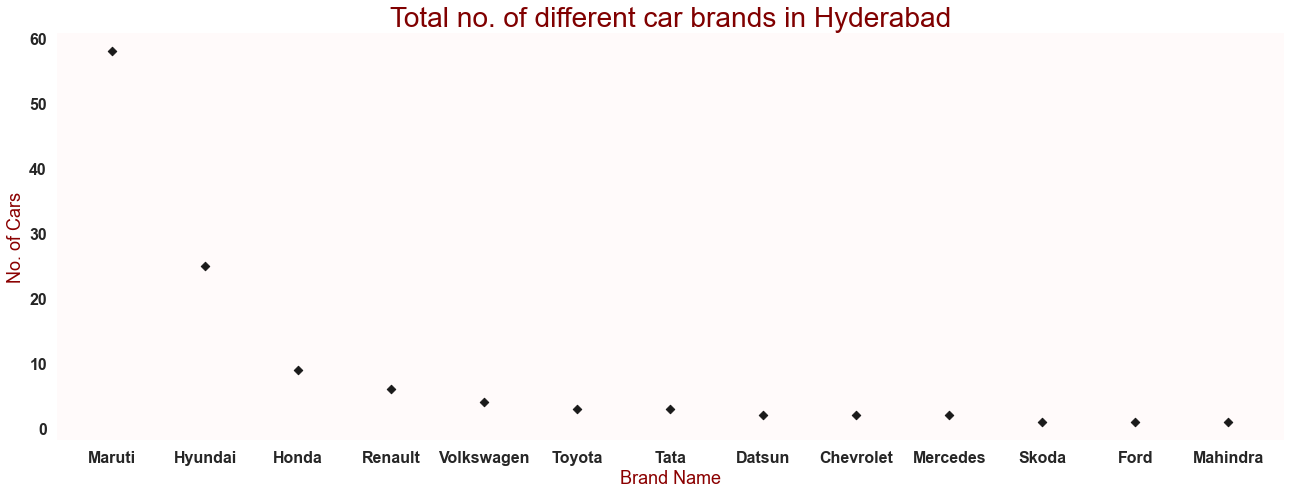 Total no. of different car brands in Hyderabad
60
50
40
30
20
10
0
No. of Cars
Maruti Hyundai Honda Renault Volkswagen Toyota Tata Datsun Chevrolet Mercedes Skoda Ford Mahindra
Brand Name